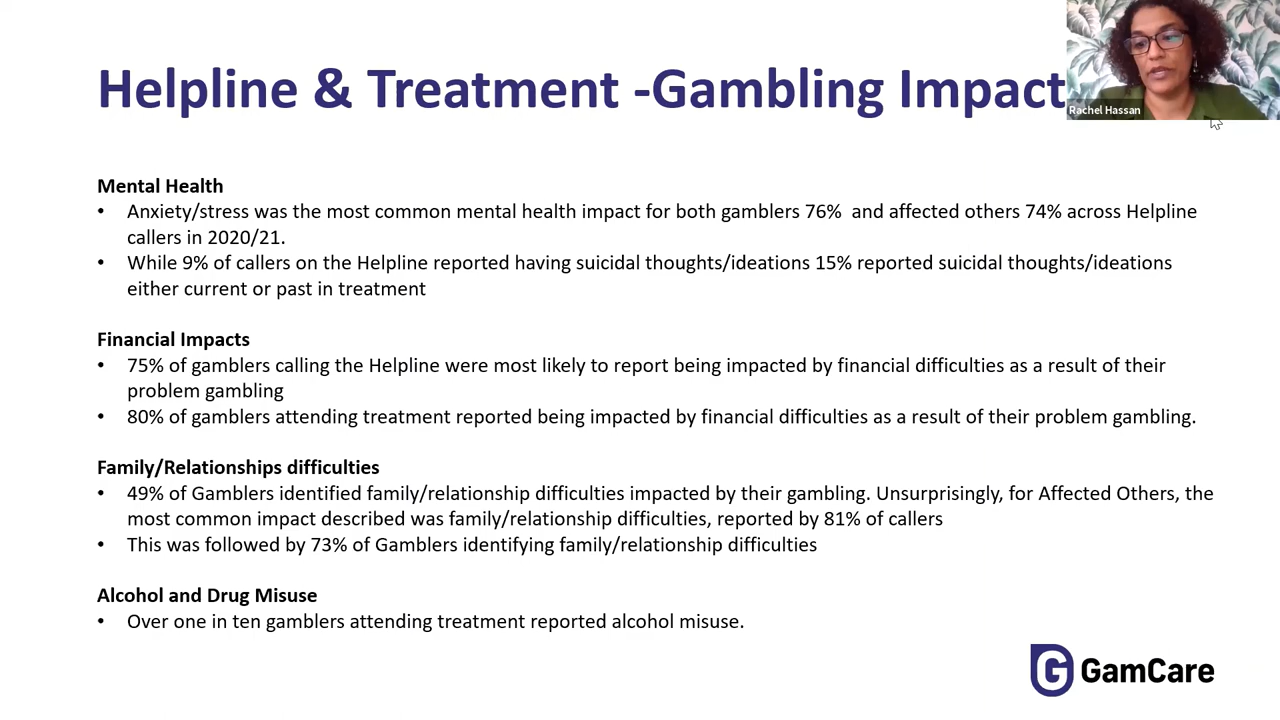 Helpline & Treatment -Gambling Impact
Rachel Hassan
Mental Health
• Anxiety/stress was the most common mental health impact for both gamblers 76%  and affected others 74% across Helpline
callers in 2020/21.
• While 9% of callers on the Helpline reported having suicidal thoughts/ideations 15% reported suicidal thoughts/ideations
either current or past in treatment
Financial Impacts
• 75% of gamblers calling the Helpline were most likely to report being impacted by financial difficulties as a result of their
problem gambling
• 80% of gamblers attending treatment reported being impacted by financial difficulties as a result of their problem gambling.
Family/Relationships difficulties
• 49% of Gamblers identified family/relationship difficulties impacted by their gambling. Unsurprisingly, for Affected Others, the
most common impact described was family/relationship difficulties, reported by 81% of callers
• This was followed by 73% of Gamblers identifying family/relationship difficulties
Alcohol and Drug Misuse
• Over one in ten gamblers attending treatment reported alcohol misuse.
GamCare